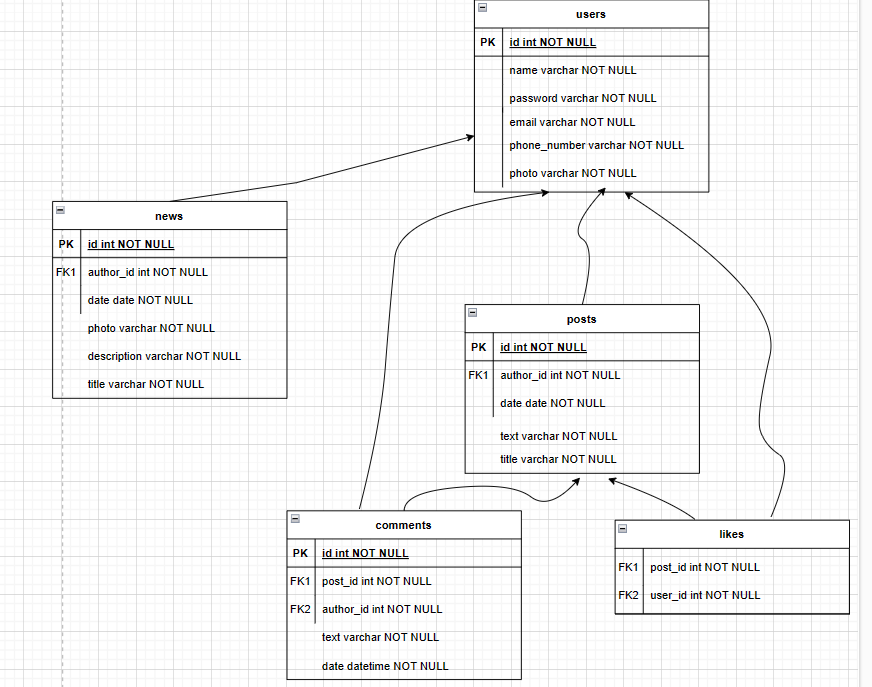 users
PK id int NOT NULL
name varchar NOT NULL
password varchar NOT NULL
email varchar NOT NULL
phone_number varchar NOT NULL
photo varchar NOT NULL
news
PK id int NOT NULL
FK1 author_id int NOT NULL
date date NOT NULL
photo varchar NOT NULL
description varchar NOT NULL
title varchar NOT NULL
posts
PK id int NOT NULL
FK1 author_id int NOT NULL
date date NOT NULL
text varchar NOT NULL
title varchar NOT NULL
comments
PK id int NOT NULL
FK1 post_id int NOT NULL
FK2 author_id int NOT NULL
text varchar NOT NULL
date datetime NOT NULL
likes
FK1 post_id int NOT NULL
FK2 user_id int NOT NULL